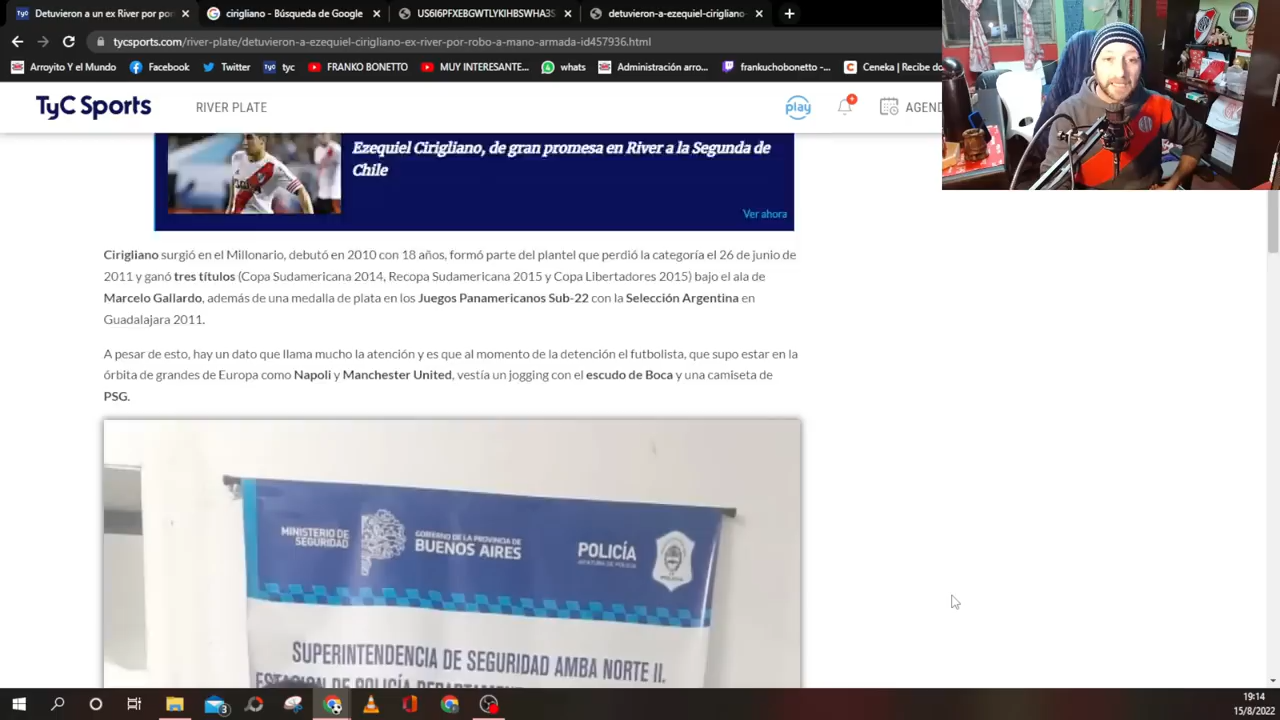 Detuvieron a un ex River por por
cirigliano - Búsqueda de Google
US6I6PFXEBGWTLYKIHBSWHA3S
detuvieron-a-ezequiel-cirigliano
tycsports.com/river-plate/detuvieron-a-ezequiel-cirigliano-ex-river-por-robo-a-mano-armada-id457936.html
Arroyito Y el Mundo
Facebook
Twitter
tyc
FRANKO BONETTO
MUY INTERESANTE...
whats
Administración arro...
frankuchobonetto -...
Ceneka | Recibe do
TyC Sports
RIVER PLATE
play
AGEND
Ezequiel Cirigliano, de gran promesa en River a la Segunda de
Chile
Ver ahora
Cirigliano surgió en el Millonario, debutó en 2010 con 18 años, formó parte del plantel que perdió la categoría el 26 de junio de
2011 y ganó tres títulos (Copa Sudamericana 2014, Recopa Sudamericana 2015 y Copa Libertadores 2015) bajo el ala de
Marcelo Gallardo, además de una medalla de plata en los Juegos Panamericanos Sub-22 con la Selección Argentina en
Guadalajara 2011.
A pesar de esto, hay un dato que llama mucho la atención y es que al momento de la detención el futbolista, que supo estar en la
órbita de grandes de Europa como Napoli y Manchester United, vestía un jogging con el escudo de Boca y una camiseta de
PSG.
MINISTERIO DE
SEGURIDAD
GOBIERNO DE LA PROVINCIA DE
BUENOS AIRES
POLICÍA
SUPERINTENDENCIA DE SEGURIDAD AMBA NORTE II.
ESTACION DE POLICÍA DEPARTAMENT
3
19:14
15/8/2022